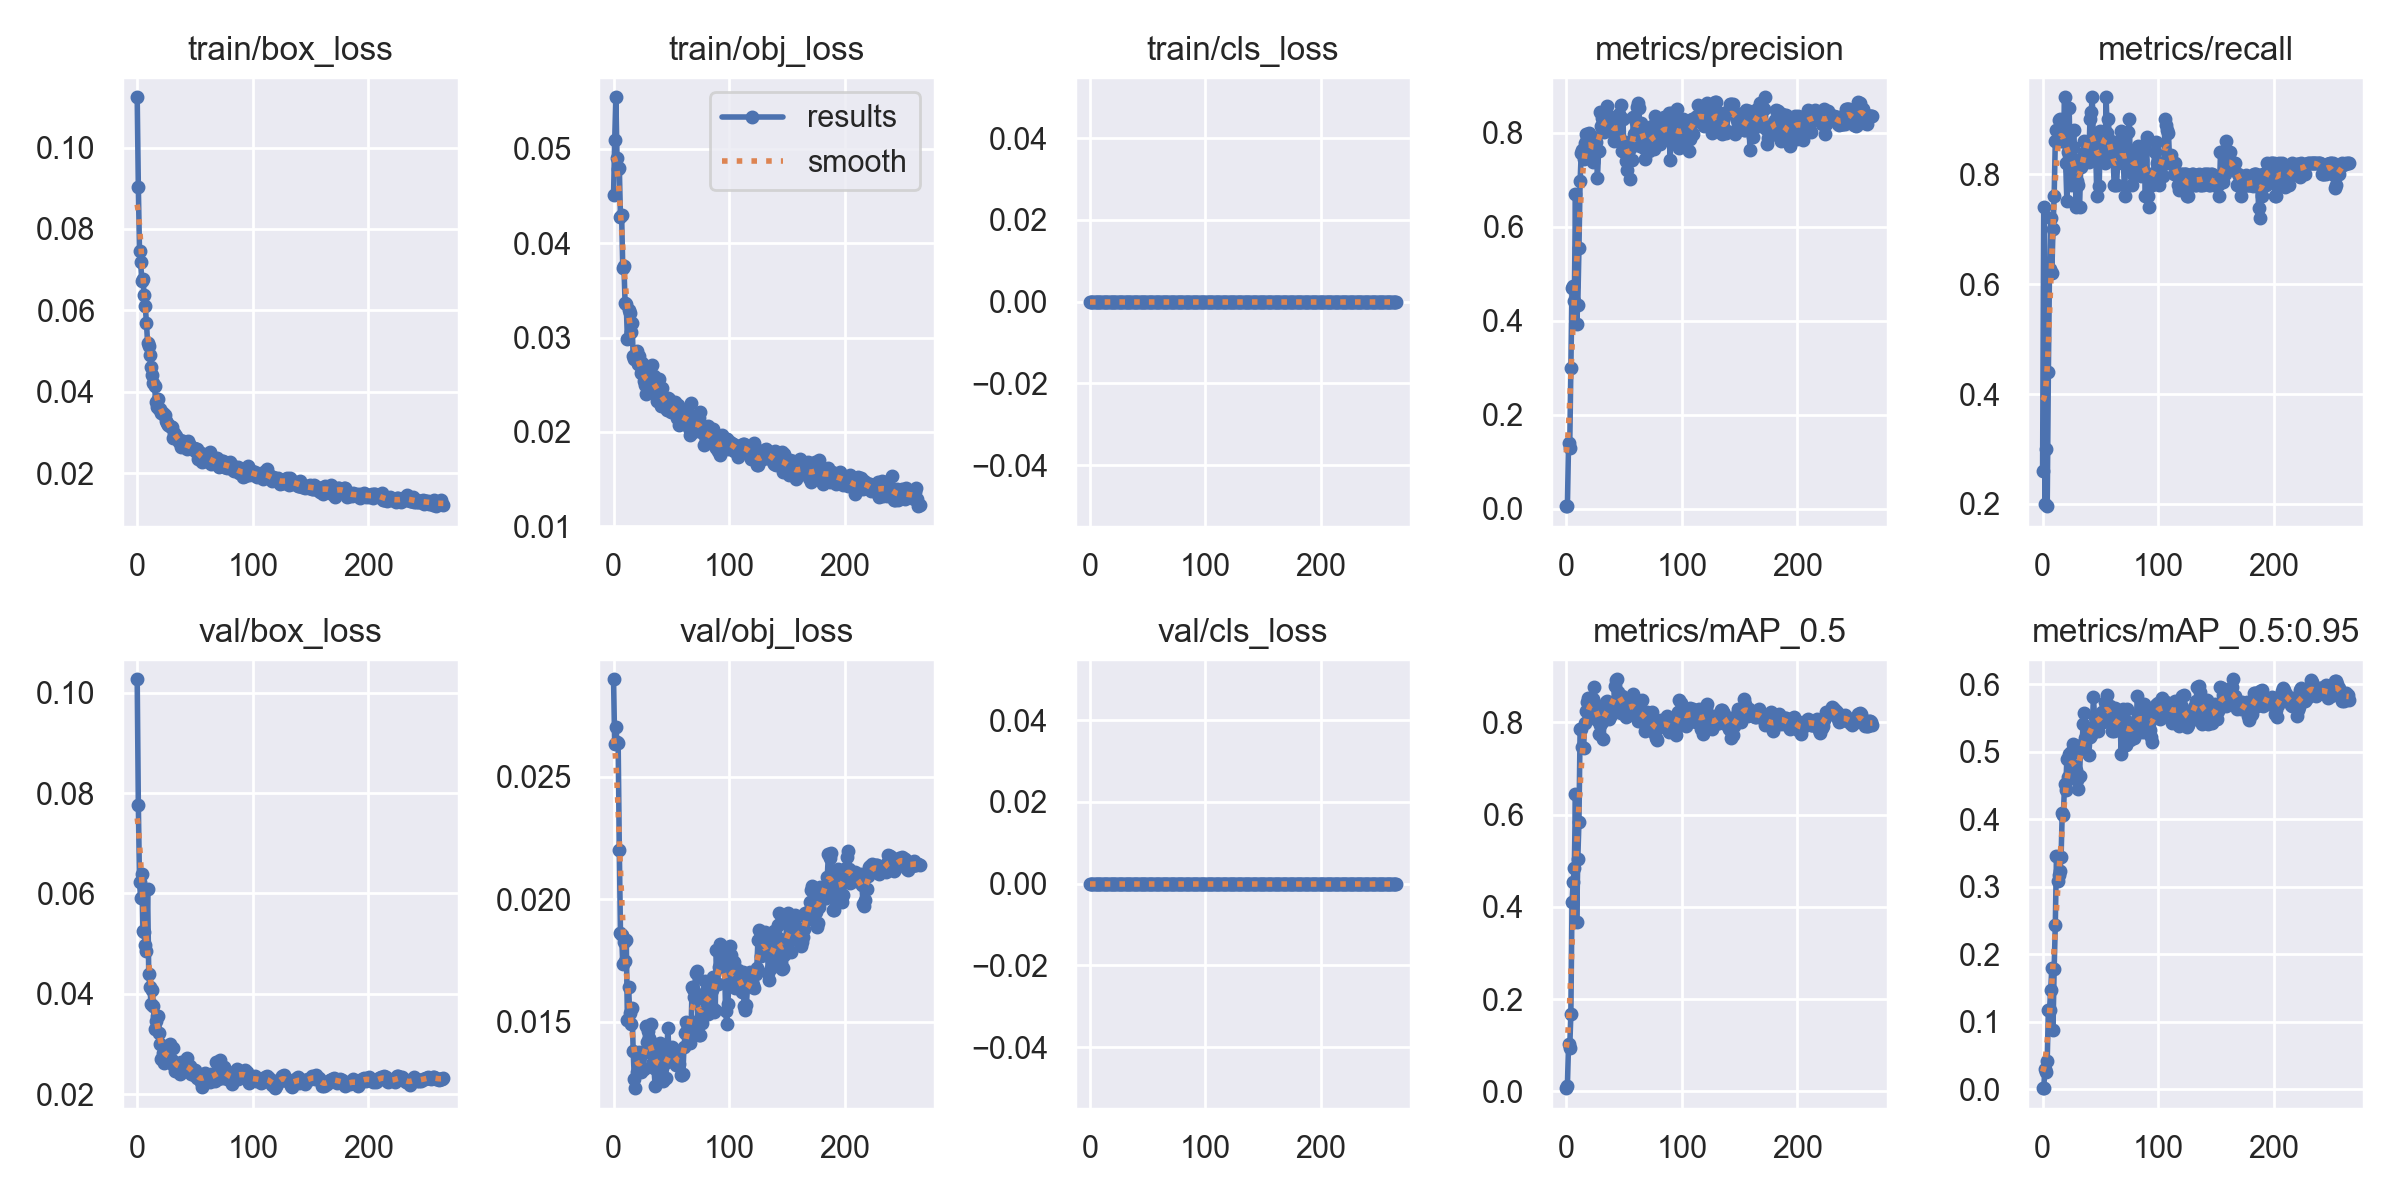 train/box_loss
0.10
0.08
0.06
0.04
0.02
0 100 200
train/obj_loss
results
smooth
0.05
0.04
0.03
0.02
0.01
0 100 200
train/cls_loss
0.04
0.02
0.00
−0.02
−0.04
0 100 200
metrics/precision
0.8
0.6
0.4
0.2
0.0
0 100 200
metrics/recall
0.8
0.6
0.4
0.2
0 100 200
val/box_loss
0.10
0.08
0.06
0.04
0.02
0 100 200
val/obj_loss
0.025
0.020
0.015
0 100 200
val/cls_loss
0.04
0.02
0.00
−0.02
−0.04
0 100 200
metrics/mAP_0.5
0.8
0.6
0.4
0.2
0.0
0 100 200
metrics/mAP_0.5:0.95
0.6
0.5
0.4
0.3
0.2
0.1
0.0
0 100 200